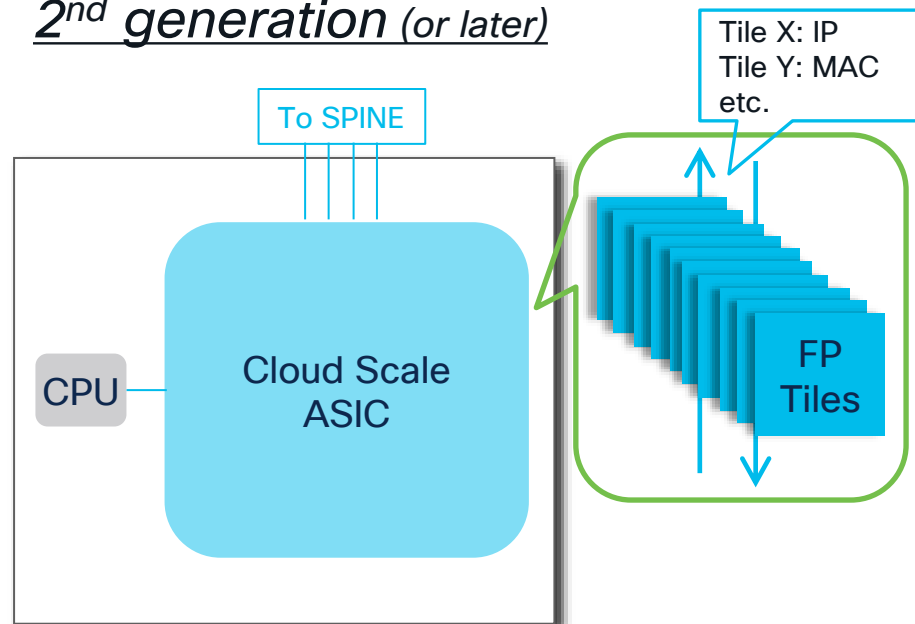 2nd generation (or later)
Tile X: IP
Tile Y: MAC
etc.
To SPINE
CPU
Cloud Scale
ASIC
FP
Tiles